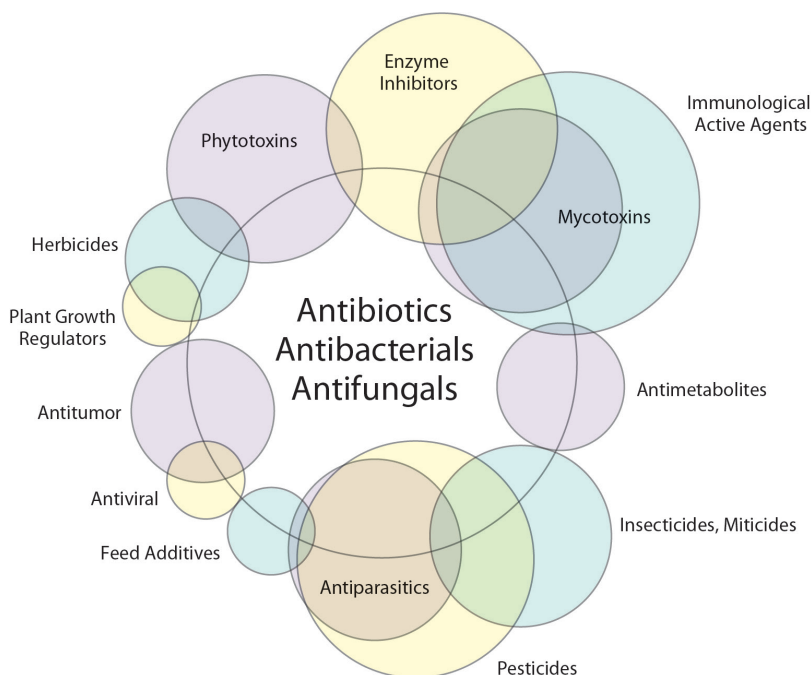 Enzyme
Inhibitors
Immunological
Active Agents
Phytotoxins
Mycotoxins
Herbicides
Plant Growth
Regulators
Antibiotics
Antibacterials
Antifungals
Antimetabolites
Antitumor
Antiviral
Insecticides, Miticides
Feed Additives
Antiparasitics
Pesticides